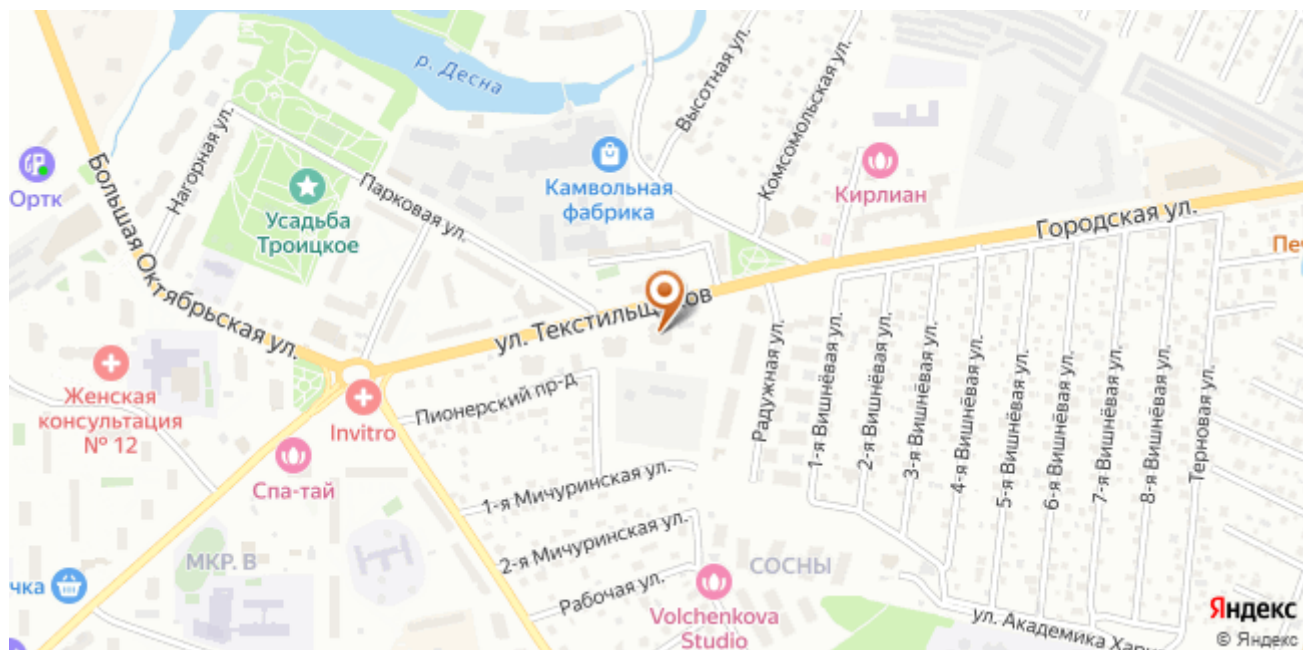 р. Десна
Высотная ул.
Комсомольская ул.
Нагорная ул.
Ортк
Большая Октябрьская ул.
Усадьба
Троицкое
Парковая ул.
Камвольная
фабрика
Кирлиан
Городская ул.
ул. Текстильщиков
Женская
консультация
№ 12
Invitro
Пионерский пр-д
Спа-тай
1-я Мичуринская ул.
2-я Мичуринская ул.
Рабочая ул.
Радужная ул.
1-я Вишнёвая ул.
2-я Вишнёвая ул.
3-я Вишнёвая ул.
4-я Вишнёвая ул.
5-я Вишнёвая ул.
6-я Вишнёвая ул.
7-я Вишнёвая ул.
8-я Вишнёвая ул.
Терновая ул.
МКР. В
чка
СОСНЫ
Volchenkova
Studio
ул. Академика
Яндекс
© Яндекс